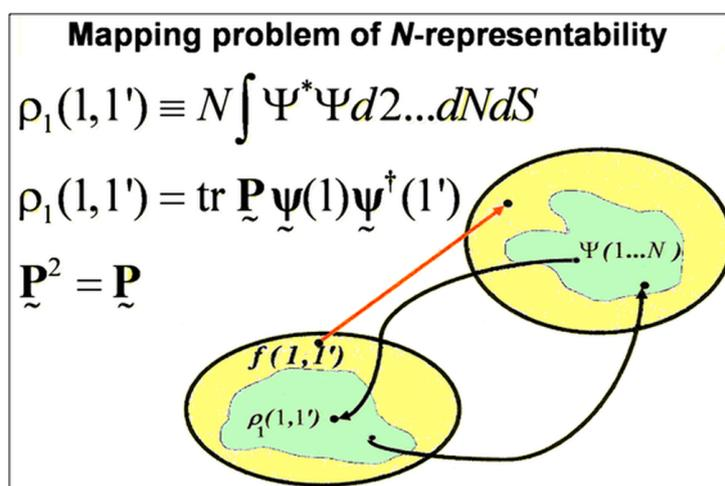 Mapping problem of N-representability
ρ₁(1,1') ≡ N∫Ψ*Ψd2...dNdS
ρ₁(1,1') = tr P̰ ψ̰(1)ψ̰†(1')
P̰² = P̰
Ψ(1...N)
f(1,1')
ρ₁(1,1')